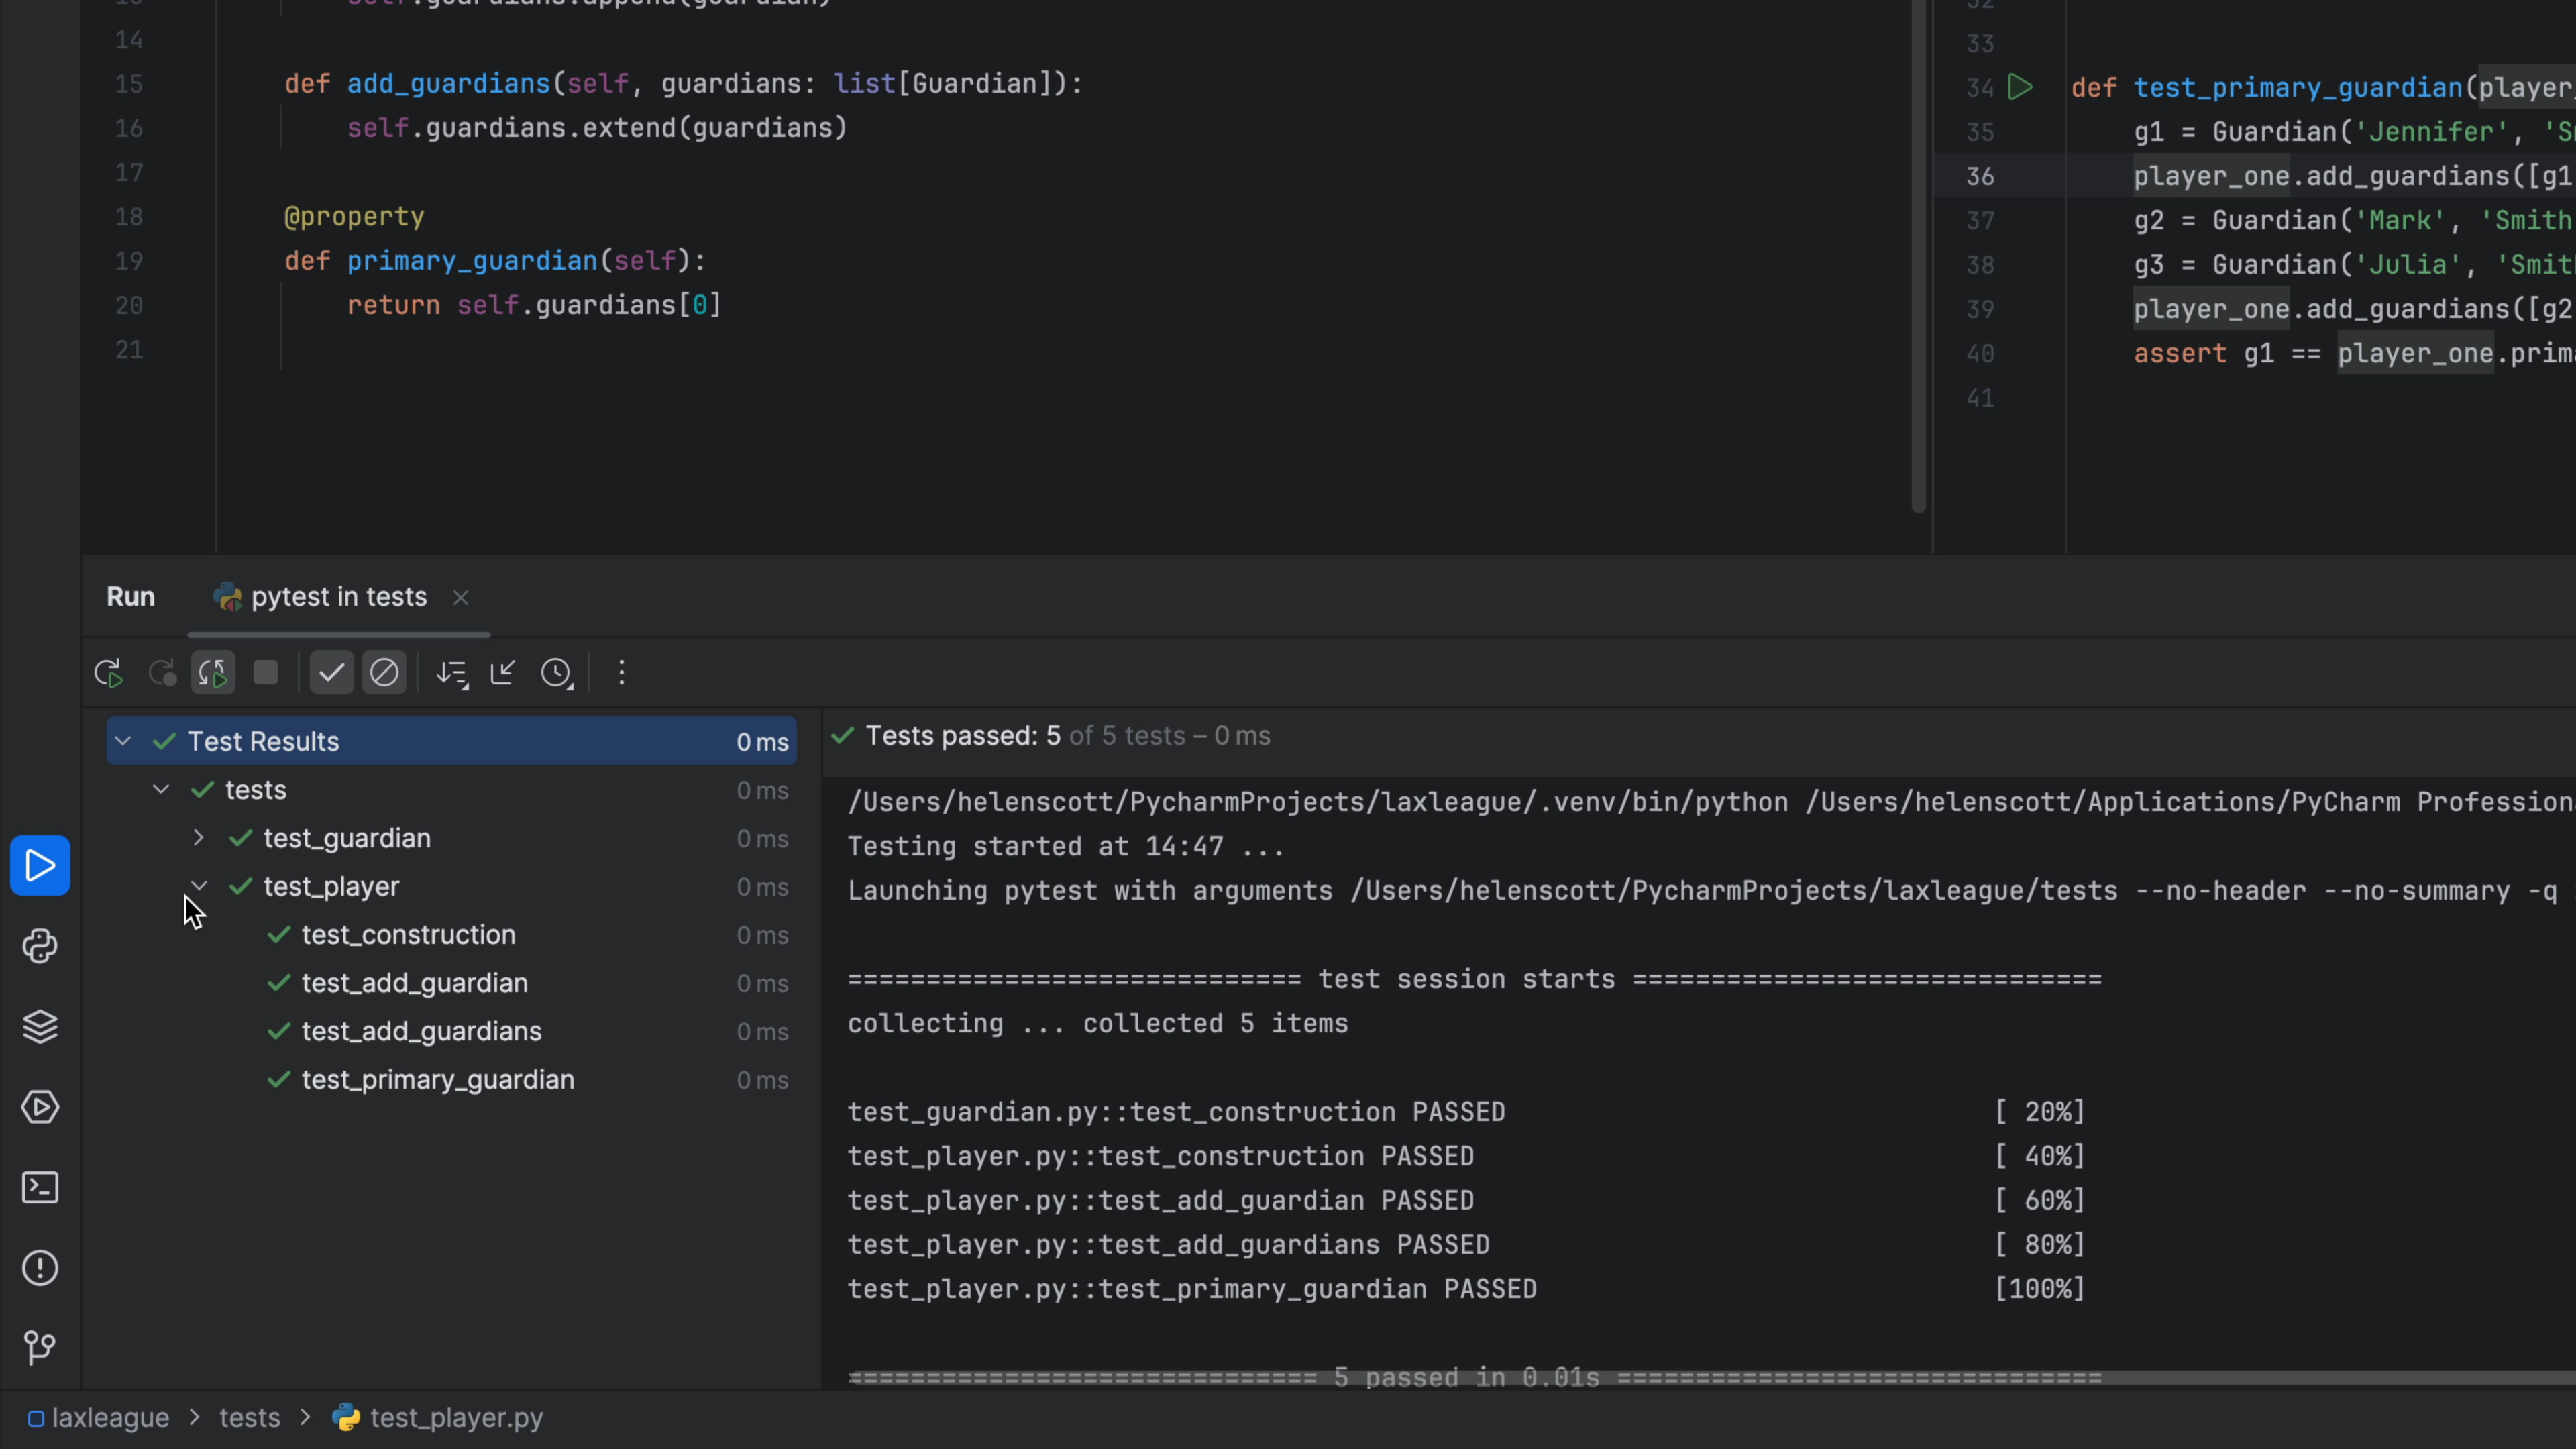 self.guardians.append(guardian)
14
15 def add_guardians(self, guardians: list[Guardian]):
16 self.guardians.extend(guardians)
17
18 @property
19 def primary_guardian(self):
20 return self.guardians[0]
21
32
33
34 def test_primary_guardian(player_
35 g1 = Guardian('Jennifer', 'S
36 player_one.add_guardians([g1
37 g2 = Guardian('Mark', 'Smith
38 g3 = Guardian('Julia', 'Smit
39 player_one.add_guardians([g2
40 assert g1 == player_one.prim
41
Run pytest in tests
Test Results 0 ms
tests 0 ms
test_guardian 0 ms
test_player 0 ms
test_construction 0 ms
test_add_guardian 0 ms
test_add_guardians 0 ms
test_primary_guardian 0 ms
Tests passed: 5 of 5 tests – 0 ms
/Users/helenscott/PycharmProjects/laxleague/.venv/bin/python /Users/helenscott/Applications/PyCharm Profession
Testing started at 14:47 ...
Launching pytest with arguments /Users/helenscott/PycharmProjects/laxleague/tests --no-header --no-summary -q
============================= test session starts ==============================
collecting ... collected 5 items
test_guardian.py::test_construction PASSED [ 20%]
test_player.py::test_construction PASSED [ 40%]
test_player.py::test_add_guardian PASSED [ 60%]
test_player.py::test_add_guardians PASSED [ 80%]
test_player.py::test_primary_guardian PASSED [100%]
============================== 5 passed in 0.01s ===============================
laxleague > tests > test_player.py